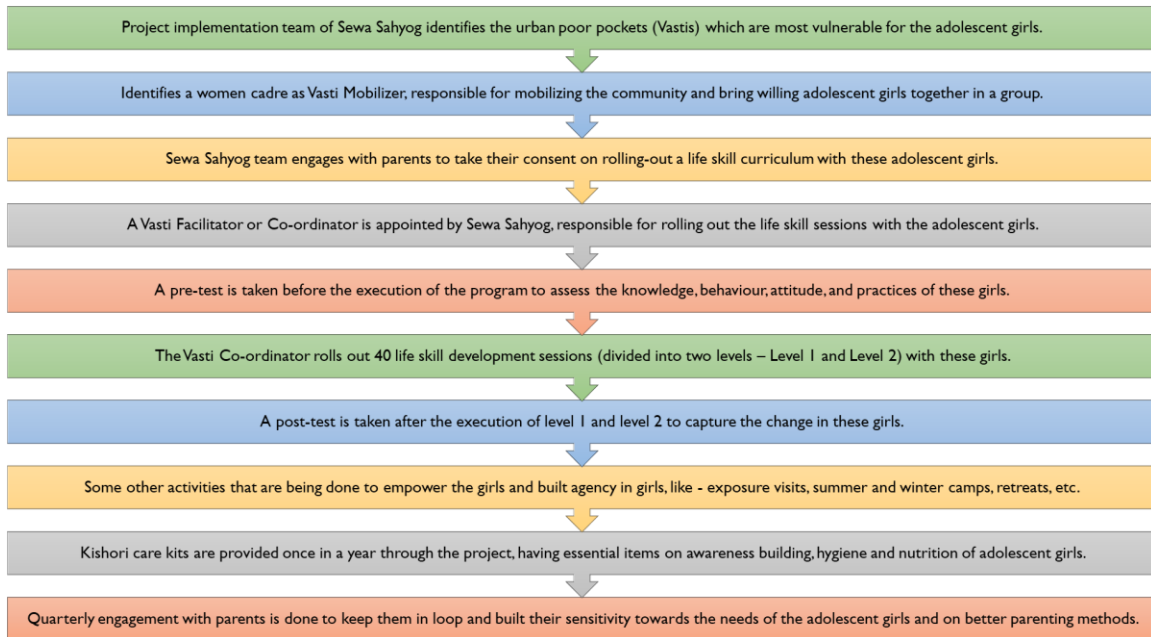 Project implementation team of Sewa Sahyog identifies the urban poor pockets (Vastis) which are most vulnerable for the adolescent girls.
Identifies a women cadre as Vasti Mobilizer, responsible for mobilizing the community and bring willing adolescent girls together in a group.
Sewa Sahyog team engages with parents to take their consent on rolling-out a life skill curriculum with these adolescent girls.
A Vasti Facilitator or Co-ordinator is appointed by Sewa Sahyog, responsible for rolling out the life skill sessions with the adolescent girls.
A pre-test is taken before the execution of the program to assess the knowledge, behaviour, attitude, and practices of these girls.
The Vasti Co-ordinator rolls out 40 life skill development sessions (divided into two levels – Level 1 and Level 2) with these girls.
A post-test is taken after the execution of level 1 and level 2 to capture the change in these girls.
Some other activities that are being done to empower the girls and built agency in girls, like - exposure visits, summer and winter camps, retreats, etc.
Kishori care kits are provided once in a year through the project, having essential items on awareness building, hygiene and nutrition of adolescent girls.
Quarterly engagement with parents is done to keep them in loop and built their sensitivity towards the needs of the adolescent girls and on better parenting methods.